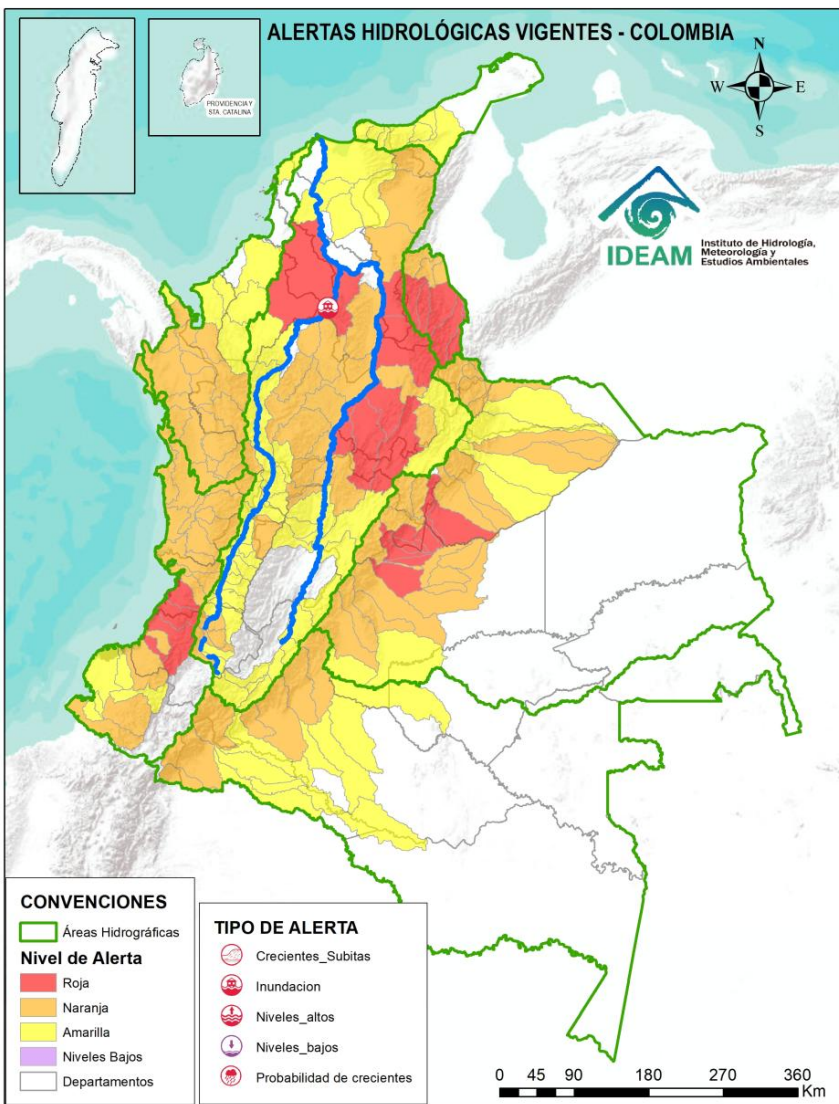 ALERTAS HIDROLÓGICAS VIGENTES - COLOMBIA
PROVIDENCIA Y
STA. CATALINA
N
W
E
S
IDEAM
Instituto de Hidrología,
Meteorología y
Estudios Ambientales
CONVENCIONES
Áreas Hidrográficas
Nivel de Alerta
Roja
Naranja
Amarilla
Niveles Bajos
Departamentos
TIPO DE ALERTA
Crecientes_Subitas
Inundacion
Niveles_altos
Niveles_bajos
Probabilidad de crecientes
0 45 90 180 270 360
Km